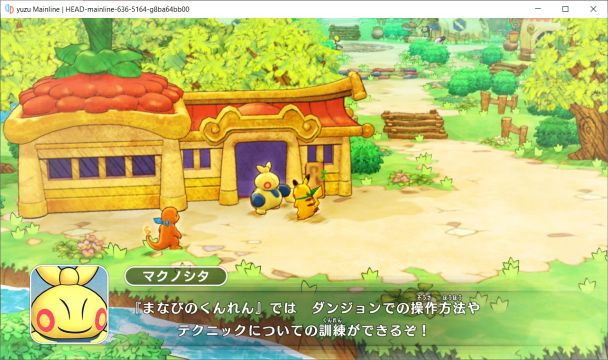 yuzu Mainline | HEAD-mainline-636-5164-g8ba64bb00
マクノシタ
『まなびのくんれん』では ダンジョンでの操作方法や
テクニックについての訓練ができるぞ！